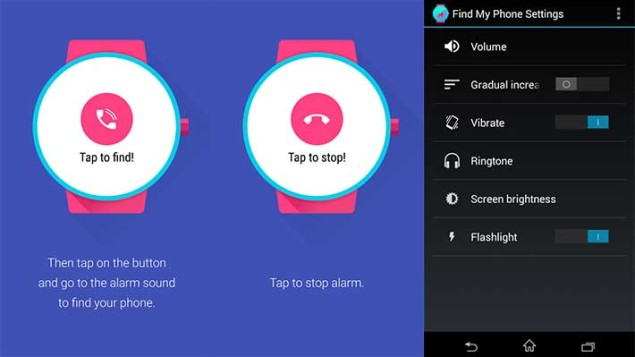 Tap to find!
Then tap on the button
and go to the alarm sound
to find your phone.
Tap to stop!
Tap to stop alarm.
Find My Phone Settings
Volume
Gradual increa
Vibrate
Ringtone
Screen brightness
Flashlight